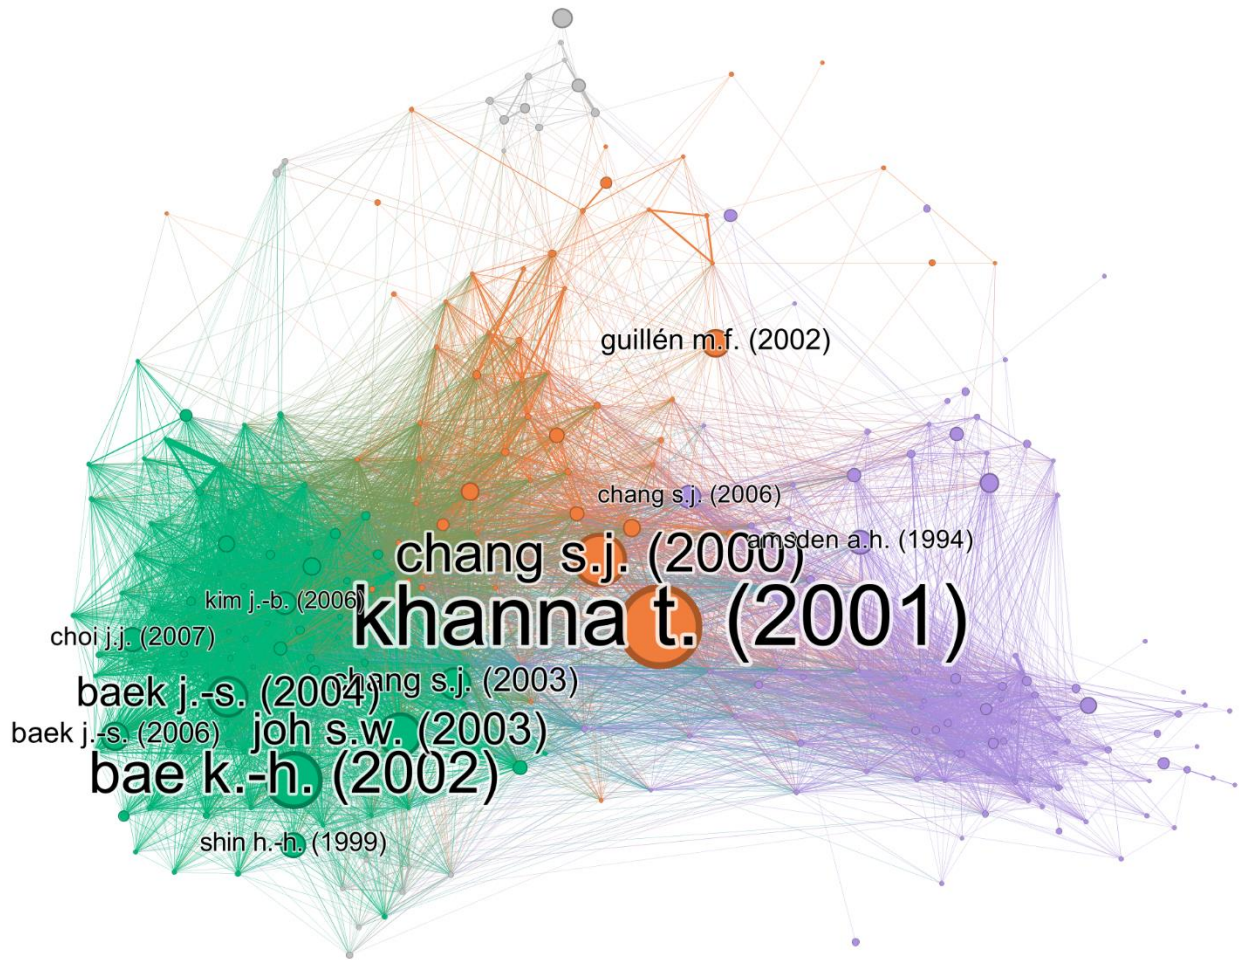 guillén m.f. (2002)
chang s.j. (2006)
amsden a.h. (1994)
chang s.j. (2000)
kim j.-b. (2006)
khanna t. (2001)
choi j.j. (2007)
baek j.-s. (2004)
chang s.j. (2003)
baek j.-s. (2006)
joh s.w. (2003)
bae k.-h. (2002)
shin h.-h. (1999)